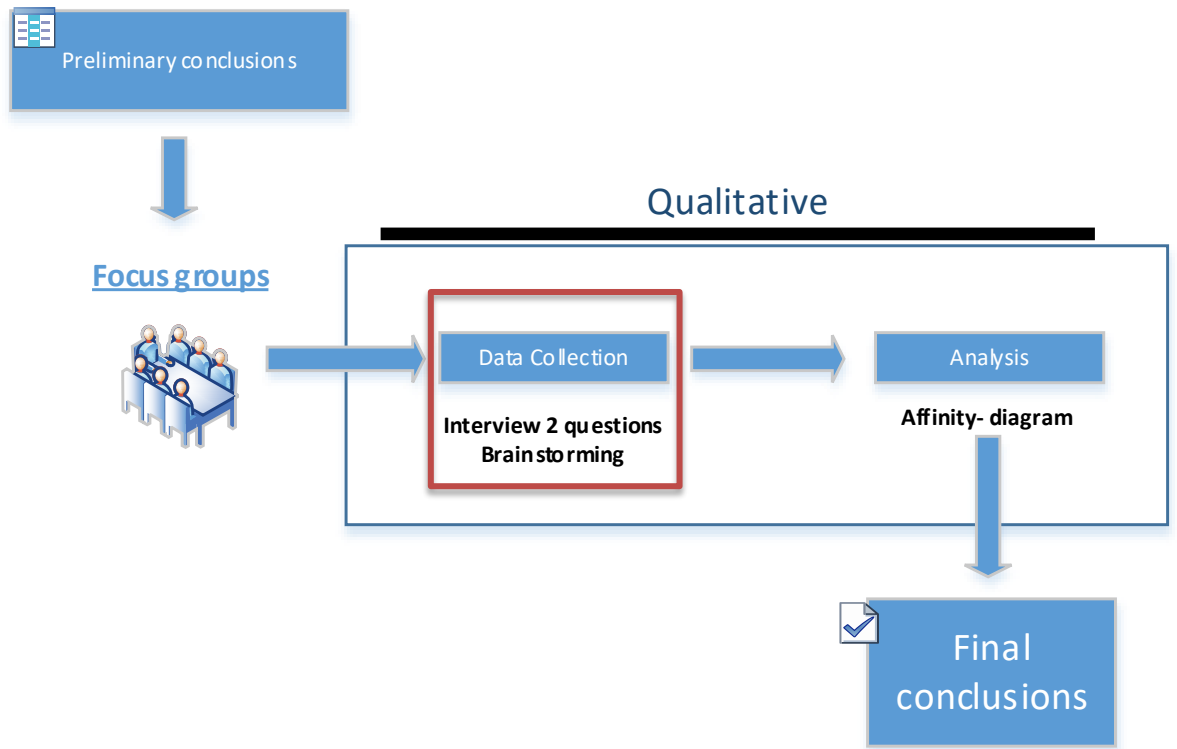 Preliminary conclusions
Qualitative
Focus groups
Data Collection
Analysis
Interview 2 questions
Brainstorming
Affinity- diagram
Final
conclusions